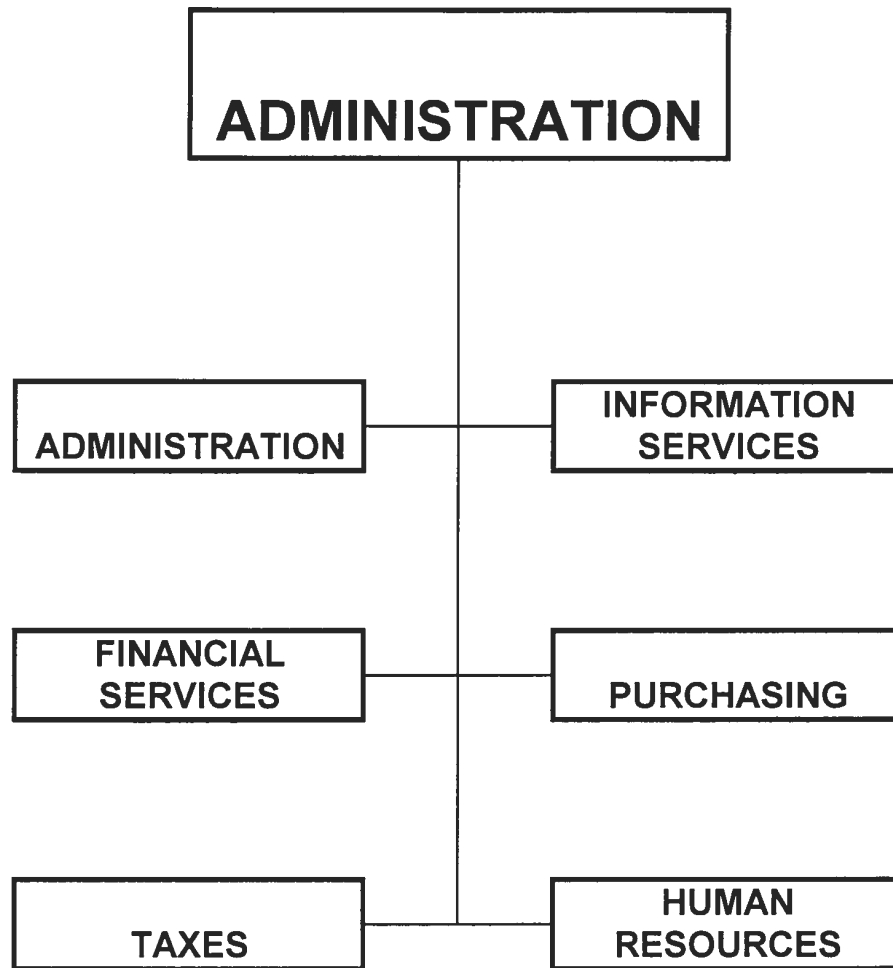 ADMINISTRATION
ADMINISTRATION
INFORMATION
SERVICES
FINANCIAL
SERVICES
PURCHASING
TAXES
HUMAN
RESOURCES